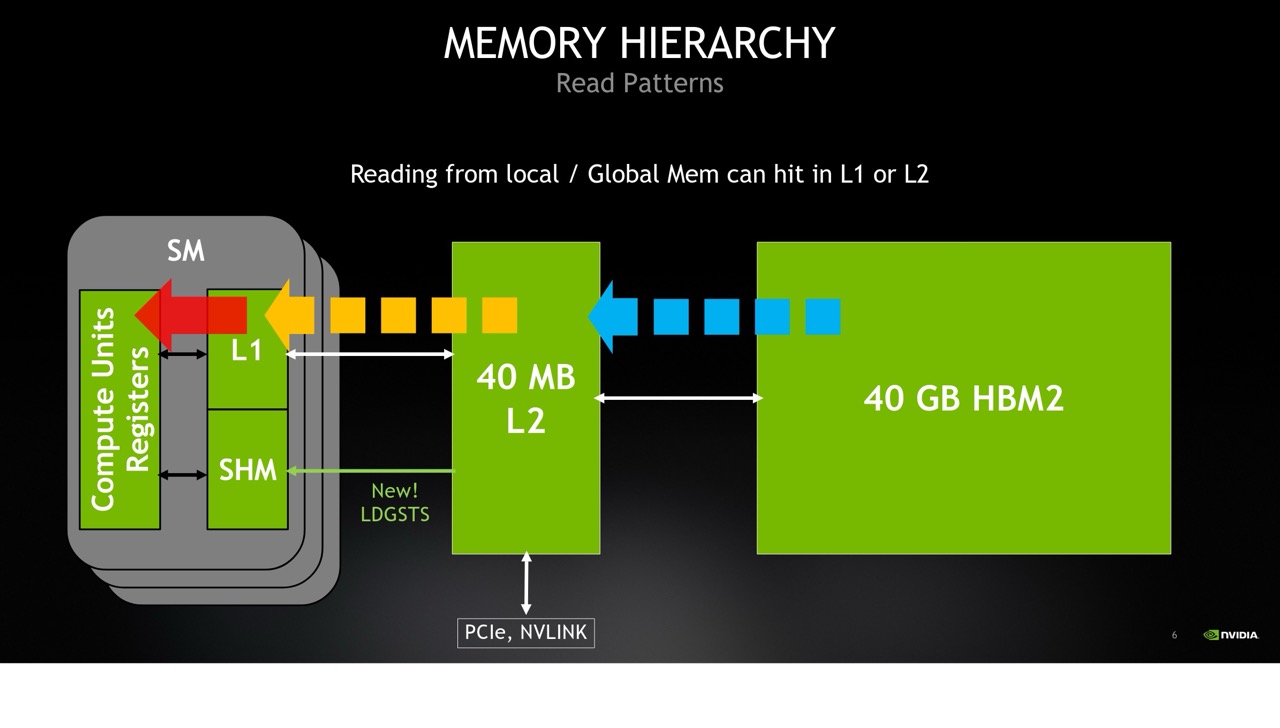 MEMORY HIERARCHY
Read Patterns
Reading from local / Global Mem can hit in L1 or L2
SM
Compute Units
Registers
L1
SHM
New!
LDGSTS
40 MB
L2
40 GB HBM2
PCIe, NVLINK
6
NVIDIA